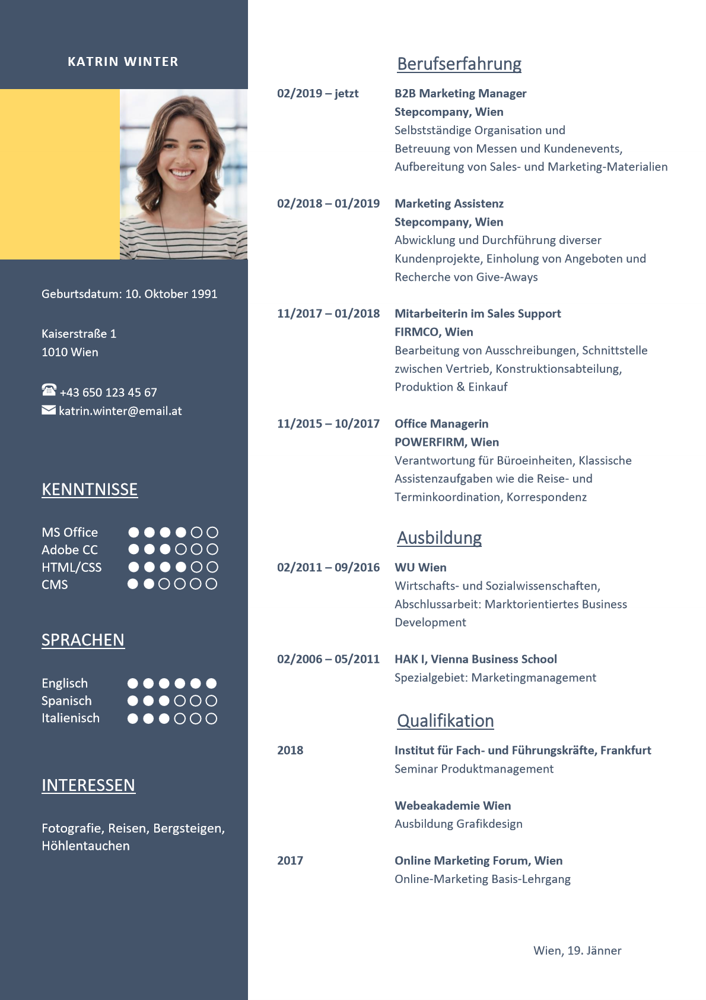 KATRIN WINTER
Geburtsdatum: 10. Oktober 1991
Kaiserstraße 1
1010 Wien
+43 650 123 45 67
katrin.winter@email.at
KENNTNISSE
MS Office
Adobe CC
HTML/CSS
CMS
SPRACHEN
Englisch
Spanisch
Italienisch
INTERESSEN
Fotografie, Reisen, Bergsteigen,
Höhlentauchen
Berufserfahrung
02/2019 – jetzt B2B Marketing Manager
Stepcompany, Wien
Selbstständige Organisation und
Betreuung von Messen und Kundenevents,
Aufbereitung von Sales- und Marketing-Materialien
02/2018 – 01/2019 Marketing Assistenz
Stepcompany, Wien
Abwicklung und Durchführung diverser
Kundenprojekte, Einholung von Angeboten und
Recherche von Give-Aways
11/2017 – 01/2018 Mitarbeiterin im Sales Support
FIRMCO, Wien
Bearbeitung von Ausschreibungen, Schnittstelle
zwischen Vertrieb, Konstruktionsabteilung,
Produktion & Einkauf
11/2015 – 10/2017 Office Managerin
POWERFIRM, Wien
Verantwortung für Büroeinheiten, Klassische
Assistenzaufgaben wie die Reise- und
Terminkoordination, Korrespondenz
Ausbildung
02/2011 – 09/2016 WU Wien
Wirtschafts- und Sozialwissenschaften,
Abschlussarbeit: Marktorientiertes Business
Development
02/2006 – 05/2011 HAK I, Vienna Business School
Spezialgebiet: Marketingmanagement
Qualifikation
2018 Institut für Fach- und Führungskräfte, Frankfurt
Seminar Produktmanagement
Webeakademie Wien
Ausbildung Grafikdesign
2017 Online Marketing Forum, Wien
Online-Marketing Basis-Lehrgang
Wien, 19. Jänner